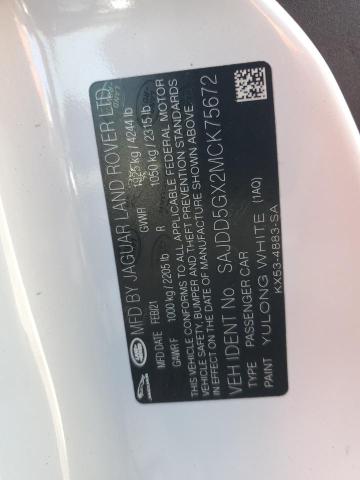 MFD BY JAGUAR LAND ROVER LTD
MFD DATE FEB/21 GVWR 1925 kg / 4244 lb
GAWR F 1000 kg / 2205 lb R 1050 kg / 2315 lb
THIS VEHICLE CONFORMS TO ALL APPLICABLE FEDERAL MOTOR
VEHICLE SAFETY, BUMPER AND THEFT PREVENTION STANDARDS
IN EFFECT ON THE DATE OF MANUFACTURE SHOWN ABOVE.
VEH IDENT No SAJDD5GX2MCK75672
TYPE PASSENGER CAR
PAINT YULONG WHITE (1AQ)
KX53-4883-SA